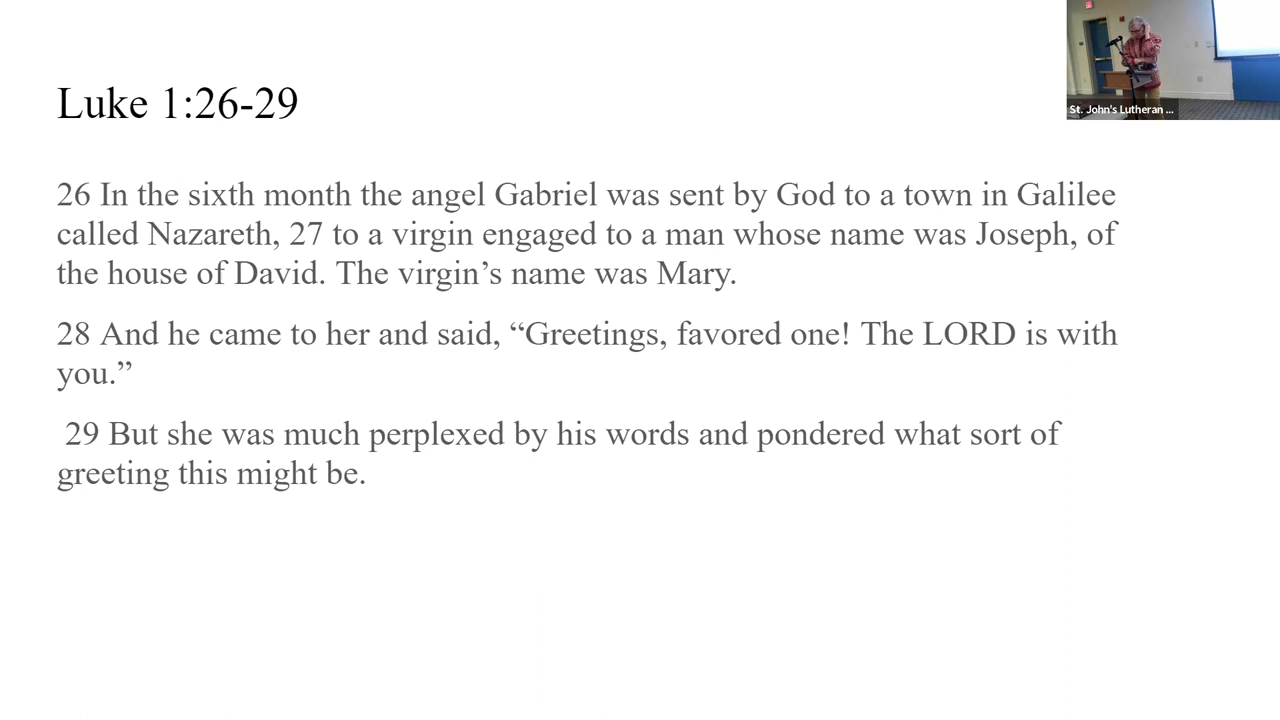 Luke 1:26-29
St. John's Lutheran ...
26 In the sixth month the angel Gabriel was sent by God to a town in Galilee
called Nazareth, 27 to a virgin engaged to a man whose name was Joseph, of
the house of David. The virgin’s name was Mary.
28 And he came to her and said, “Greetings, favored one! The LORD is with
you.”
29 But she was much perplexed by his words and pondered what sort of
greeting this might be.